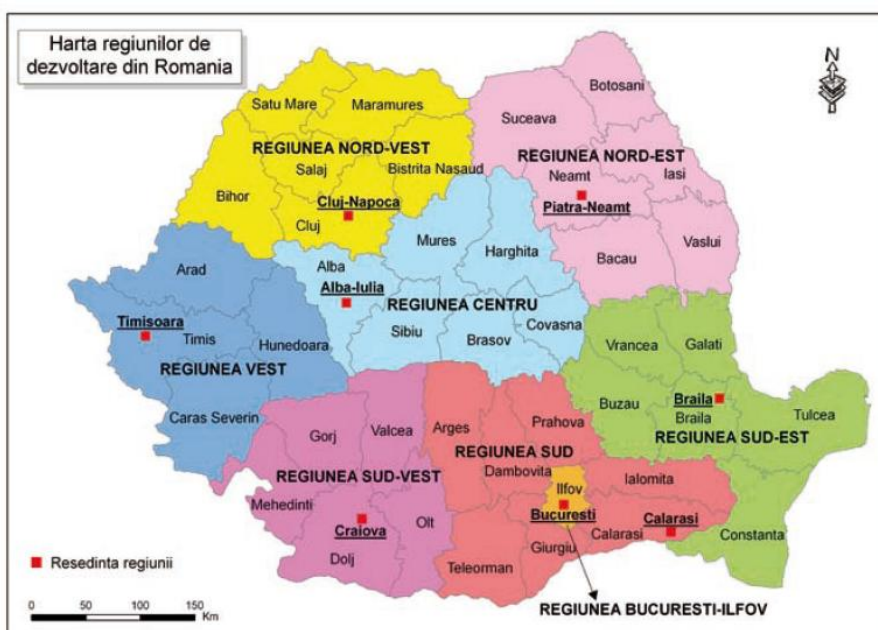 Harta regiunilor de
dezvoltare din Romania
N
Satu Mare
Maramures
Botosani
Suceava
REGIUNEA NORD-VEST
Salaj
Bistrita Nasaud
REGIUNEA NORD-EST
Neamt
Iasi
Bihor
Cluj-Napoca
Cluj
Piatra-Neamt
Mures
Harghita
Bacau
Vaslui
Arad
Alba
Alba-Iulia
REGIUNEA CENTRU
Timisoara
Timis
Hunedoara
Sibiu
Brasov
Covasna
REGIUNEA VEST
Vrancea
Galati
Caras Severin
Buzau
Braila
Braila
Tulcea
REGIUNEA SUD-EST
Gorj
Valcea
Arges
Prahova
REGIUNEA SUD
REGIUNEA SUD-VEST
Dambovita
Ilfov
Ialomita
Mehedinti
Craiova
Olt
Bucuresti
Calarasi
Calarasi
Constanta
Dolj
Teleorman
Giurgiu
Resedinta regiunii
REGIUNEA BUCURESTI-ILFOV
0 50 100 150
Km